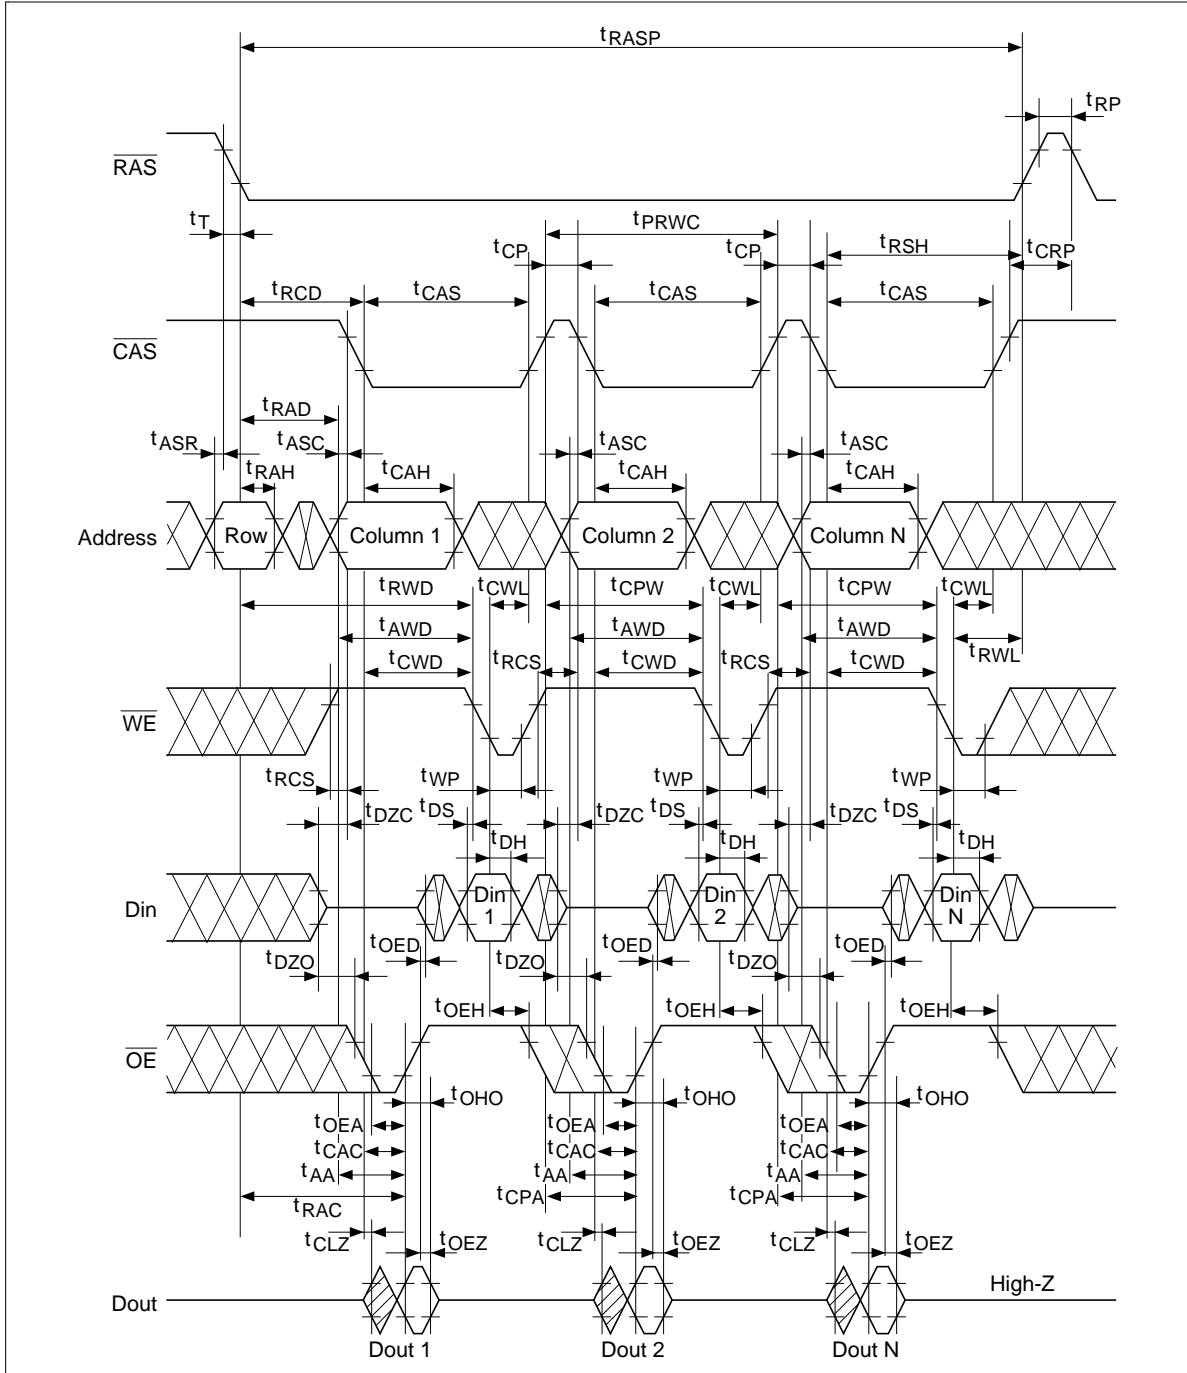 tRASP
tRP
RAS
tT
tPRWC
tCP tCP tRSH tCRP
tRCD tCAS tCAS tCAS
CAS
tRAD
tASR tASC tASC tASC
tRAH tCAH tCAH tCAH
Address Row Column 1 Column 2 Column N
tRWD tCWL tCPW tCWL tCPW tCWL
tAWD tAWD tAWD
tCWD tRCS tCWD tRCS tCWD tRWL
WE
tRCS tWP tWP tWP
tDZC tDS tDZC tDS tDZC tDS
tDH tDH tDH
Din Din 1 Din 2 Din N
tOED tOED tOED
tDZO tDZO tDZO
tOEH tOEH tOEH
OE
tOHO tOHO tOHO
tOEA tOEA tOEA
tCAC tCAC tCAC
tAA tAA tAA
tRAC tCPA tCPA
tCLZ tOEZ tCLZ tOEZ tCLZ tOEZ
High-Z
Dout
Dout 1 Dout 2 Dout N